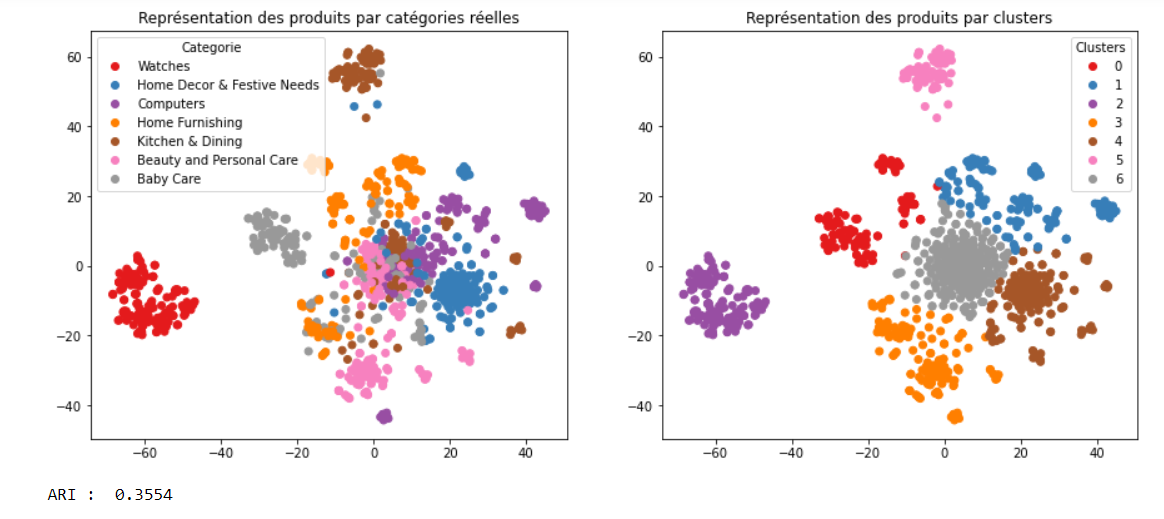 Représentation des produits par catégories réelles
Categorie
Watches
Home Decor & Festive Needs
Computers
Home Furnishing
Kitchen & Dining
Beauty and Personal Care
Baby Care
60
40
20
0
−20
−40
−60
−40
−20
0
20
40
Représentation des produits par clusters
Clusters
0
1
2
3
4
5
6
60
40
20
0
−20
−40
−60
−40
−20
0
20
40
ARI : 0.3554